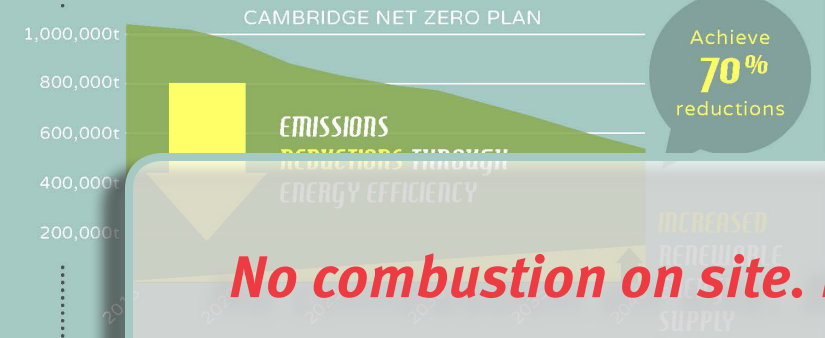 CAMBRIDGE NET ZERO PLAN
1,000,000t
800,000t
600,000t
400,000t
200,000t
Achieve
70%
reductions
EMISSIONS
REDUCTIONS THROUGH
ENERGY EFFICIENCY
INCREASED
RENEWABLE
SUPPLY
No combustion on site.